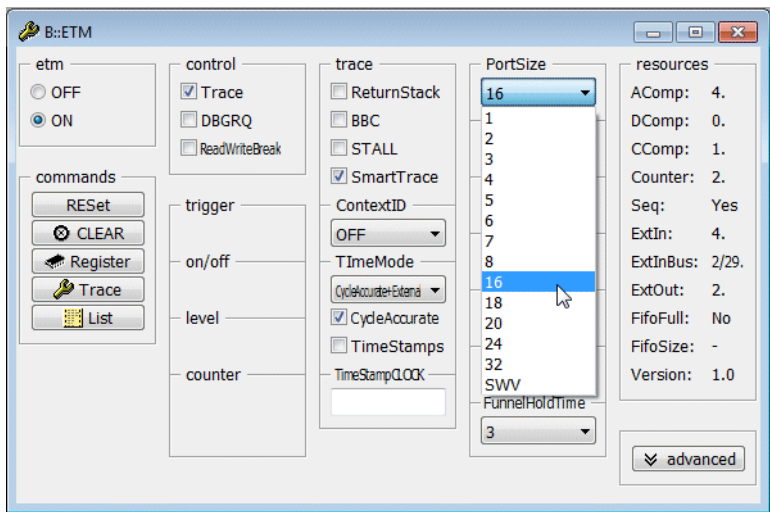 B::ETM
etm
OFF
ON
commands
RESet
CLEAR
Register
Trace
List
control
Trace
DBGRQ
ReadWriteBreak
trigger
on/off
level
counter
trace
ReturnStack
BBC
STALL
SmartTrace
ContextID
OFF
TImeMode
CycleAccurate+External
CycleAccurate
TimeStamps
TimeStampCLOCK
PortSize
16
1
2
3
4
5
6
7
8
16
18
20
24
32
SWV
FunnelHoldTime
3
resources
AComp: 4.
DComp: 0.
CComp: 1.
Counter: 2.
Seq: Yes
ExtIn: 4.
ExtInBus: 2/29.
ExtOut: 2.
FifoFull: No
FifoSize: -
Version: 1.0
advanced